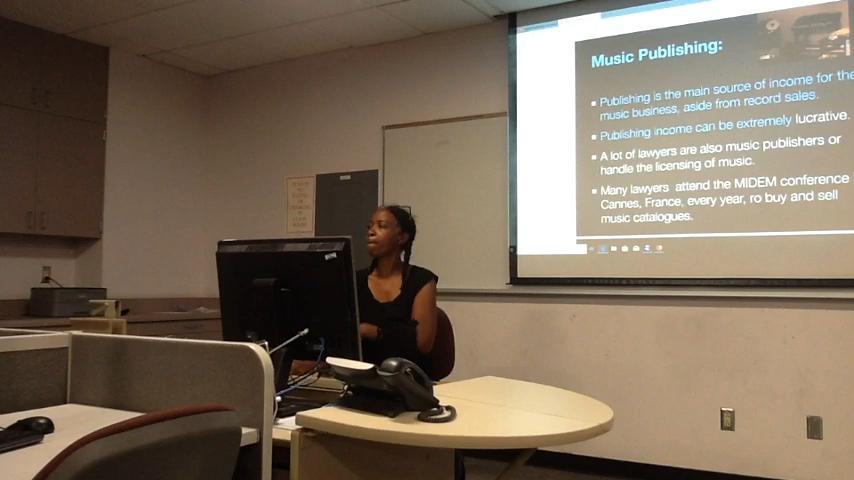 Music Publishing:
▪ Publishing is the main source of income for the
music business, aside from record sales.
▪ Publishing income can be extremely lucrative.
▪ A lot of lawyers are also music publishers or
handle the licensing of music.
▪ Many lawyers attend the MIDEM conference
Cannes, France, every year, ro buy and sell
music catalogues.